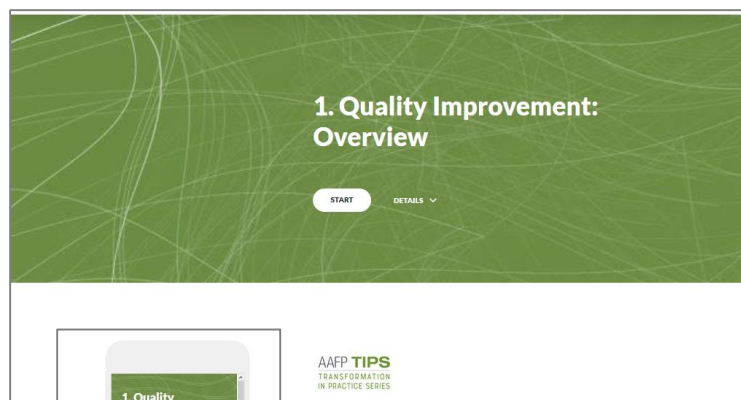 1. Quality Improvement:
Overview
START
DETAILS
AAFP TIPS
TRANSFORMATION
IN PRACTICE SERIES
1. Quality